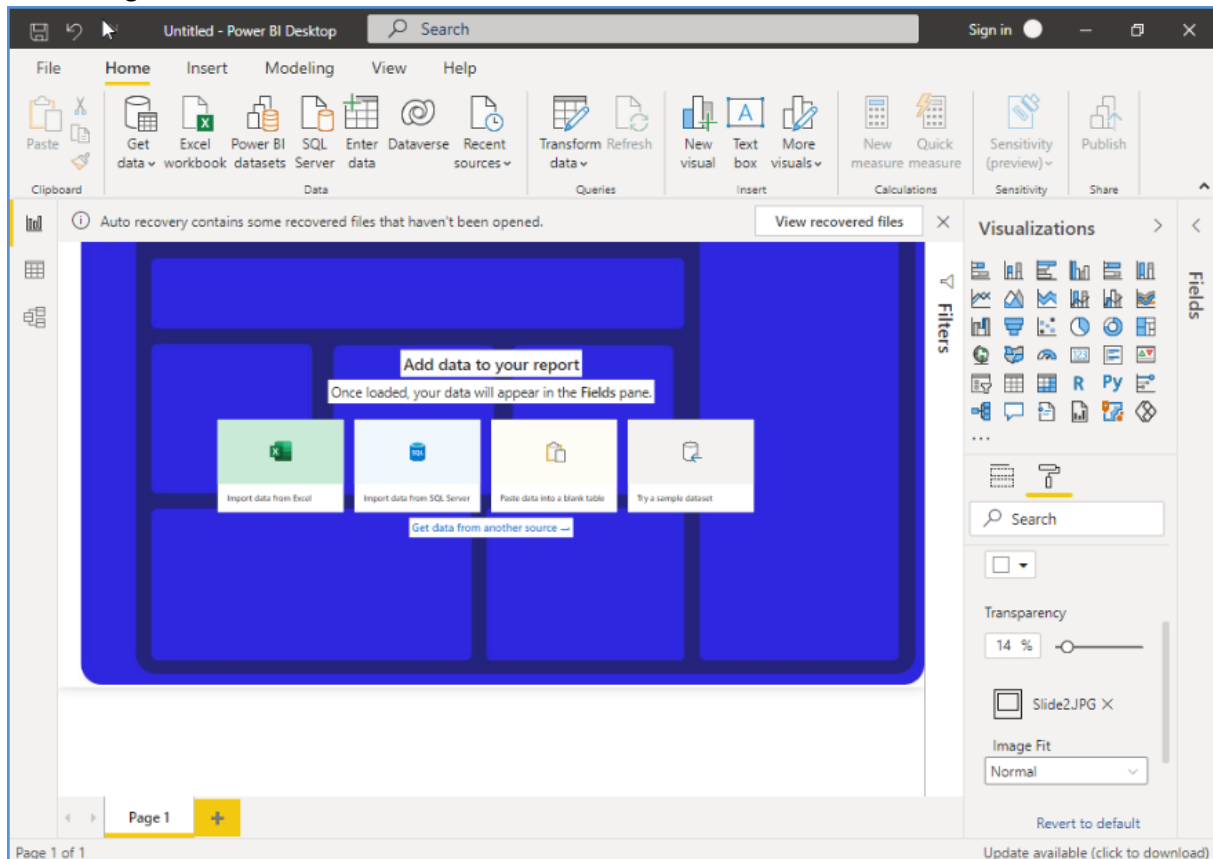 Untitled - Power BI Desktop
Search
Sign in
File Home Insert Modeling View Help
Paste
Get data
Excel workbook
Power BI datasets
SQL Server
Enter data
Dataverse
Recent sources
Transform data
Refresh
New visual
Text box
More visuals
New measure
Quick measure
Sensitivity (preview)
Publish
Clipboard
Data
Queries
Insert
Calculations
Sensitivity
Share
Auto recovery contains some recovered files that haven't been opened.
View recovered files
Add data to your report
Once loaded, your data will appear in the Fields pane.
SQL
Import data from Excel
Import data from SQL Server
Paste data into a blank table
Try a sample dataset
Get data from another source
Filters
Visualizations
Fields
123
R
Py
...
Search
Transparency
14 %
Slide2.JPG
Image Fit
Normal
Revert to default
Page 1
Page 1 of 1
Update available (click to download)